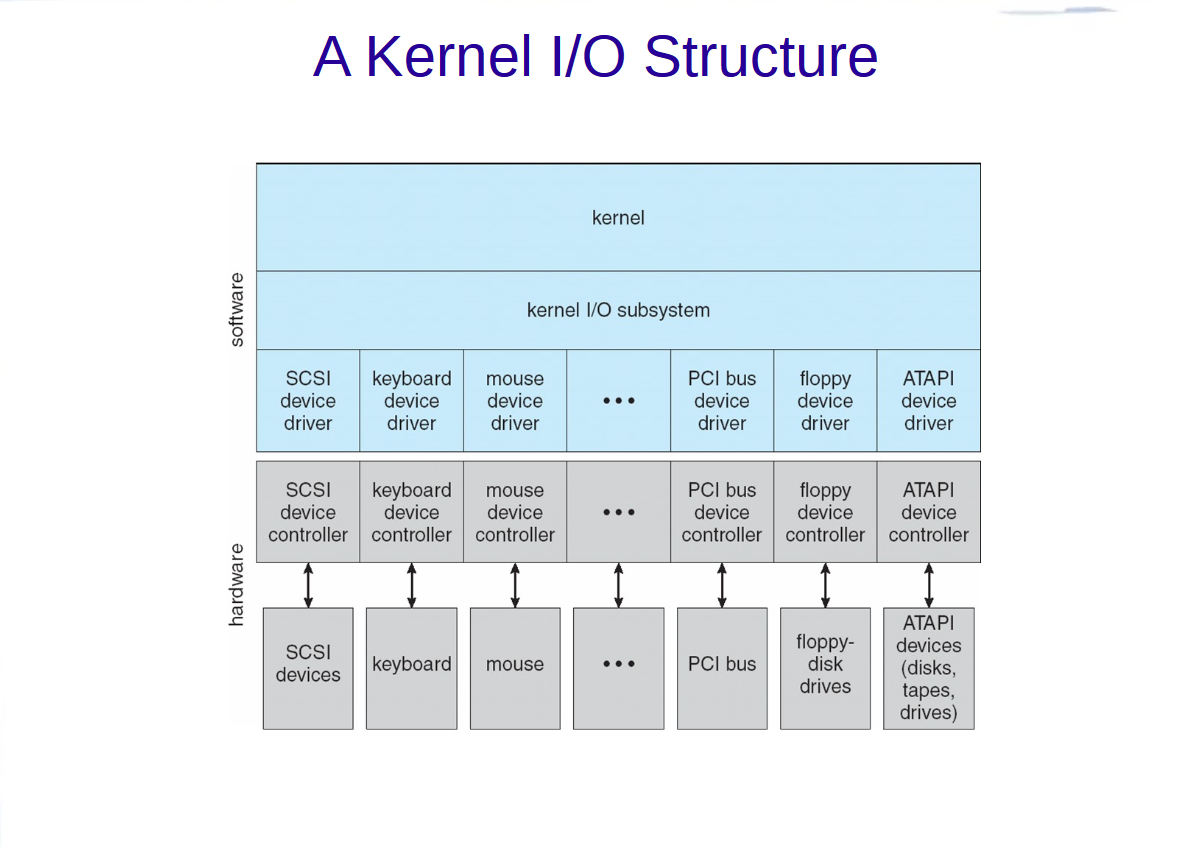 A Kernel I/O Structure
software
kernel
kernel I/O subsystem
SCSI
device
driver
keyboard
device
driver
mouse
device
driver
•••
PCI bus
device
driver
floppy
device
driver
ATAPI
device
driver
hardware
SCSI
device
controller
keyboard
device
controller
mouse
device
controller
•••
PCI bus
device
controller
floppy
device
controller
ATAPI
device
controller
SCSI
devices
keyboard
mouse
•••
PCI bus
floppy-
disk
drives
ATAPI
devices
(disks,
tapes,
drives)